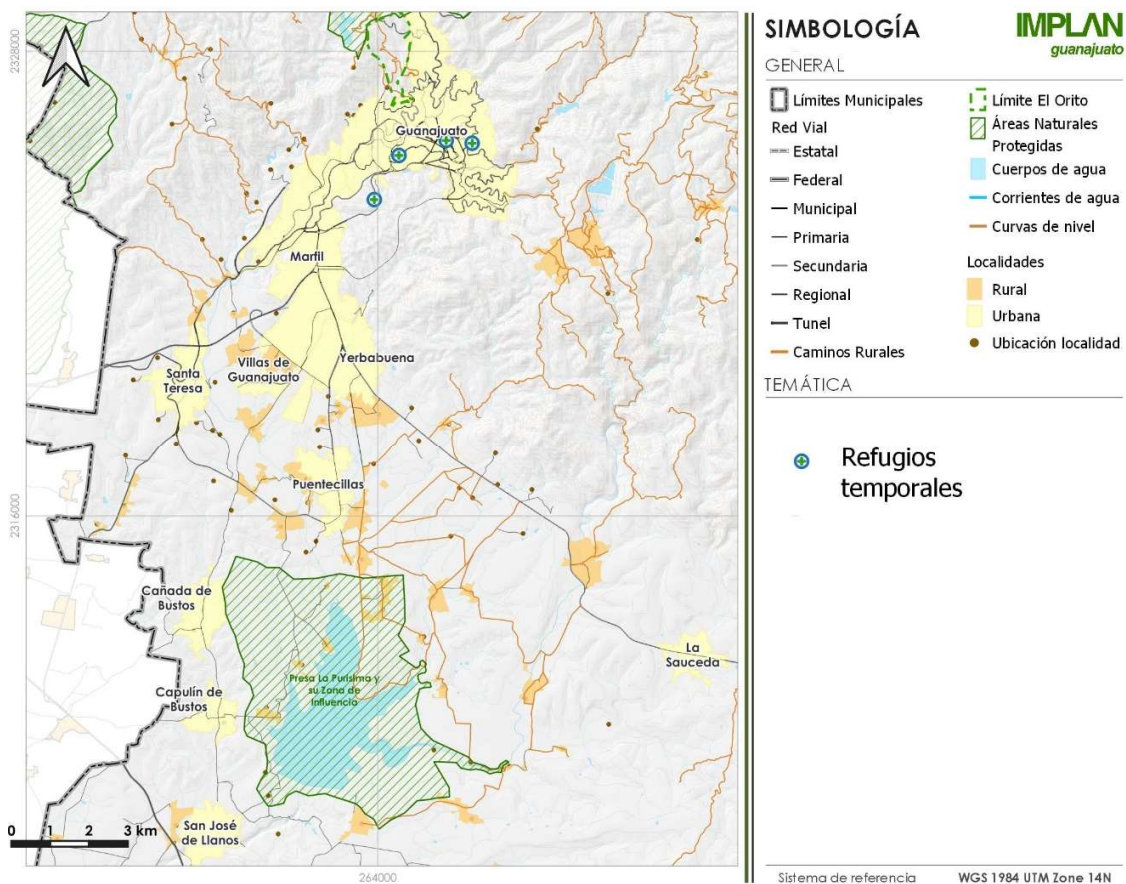 2328000
2316000
264000
Guanajuato
Marfil
Yerbabuena
Villas de
Guanajuato
Santa
Teresa
Puentecillas
Cañada de
Bustos
Presa La Purísima y
su Zona de
Influencia
La
Sauceda
Capulín de
Bustos
San José
de Llanos
0 1 2 3 km
SIMBOLOGÍA
IMPLAN
guanajuato
GENERAL
Límites Municipales
Red Vial
Estatal
Federal
Municipal
Primaria
Secundaria
Regional
Tunel
Caminos Rurales
Límite El Orito
Áreas Naturales
Protegidas
Cuerpos de agua
Corrientes de agua
Curvas de nivel
Localidades
Rural
Urbana
Ubicación localidad
TEMÁTICA
Refugios
temporales
Sistema de referencia WGS 1984 UTM Zone 14N